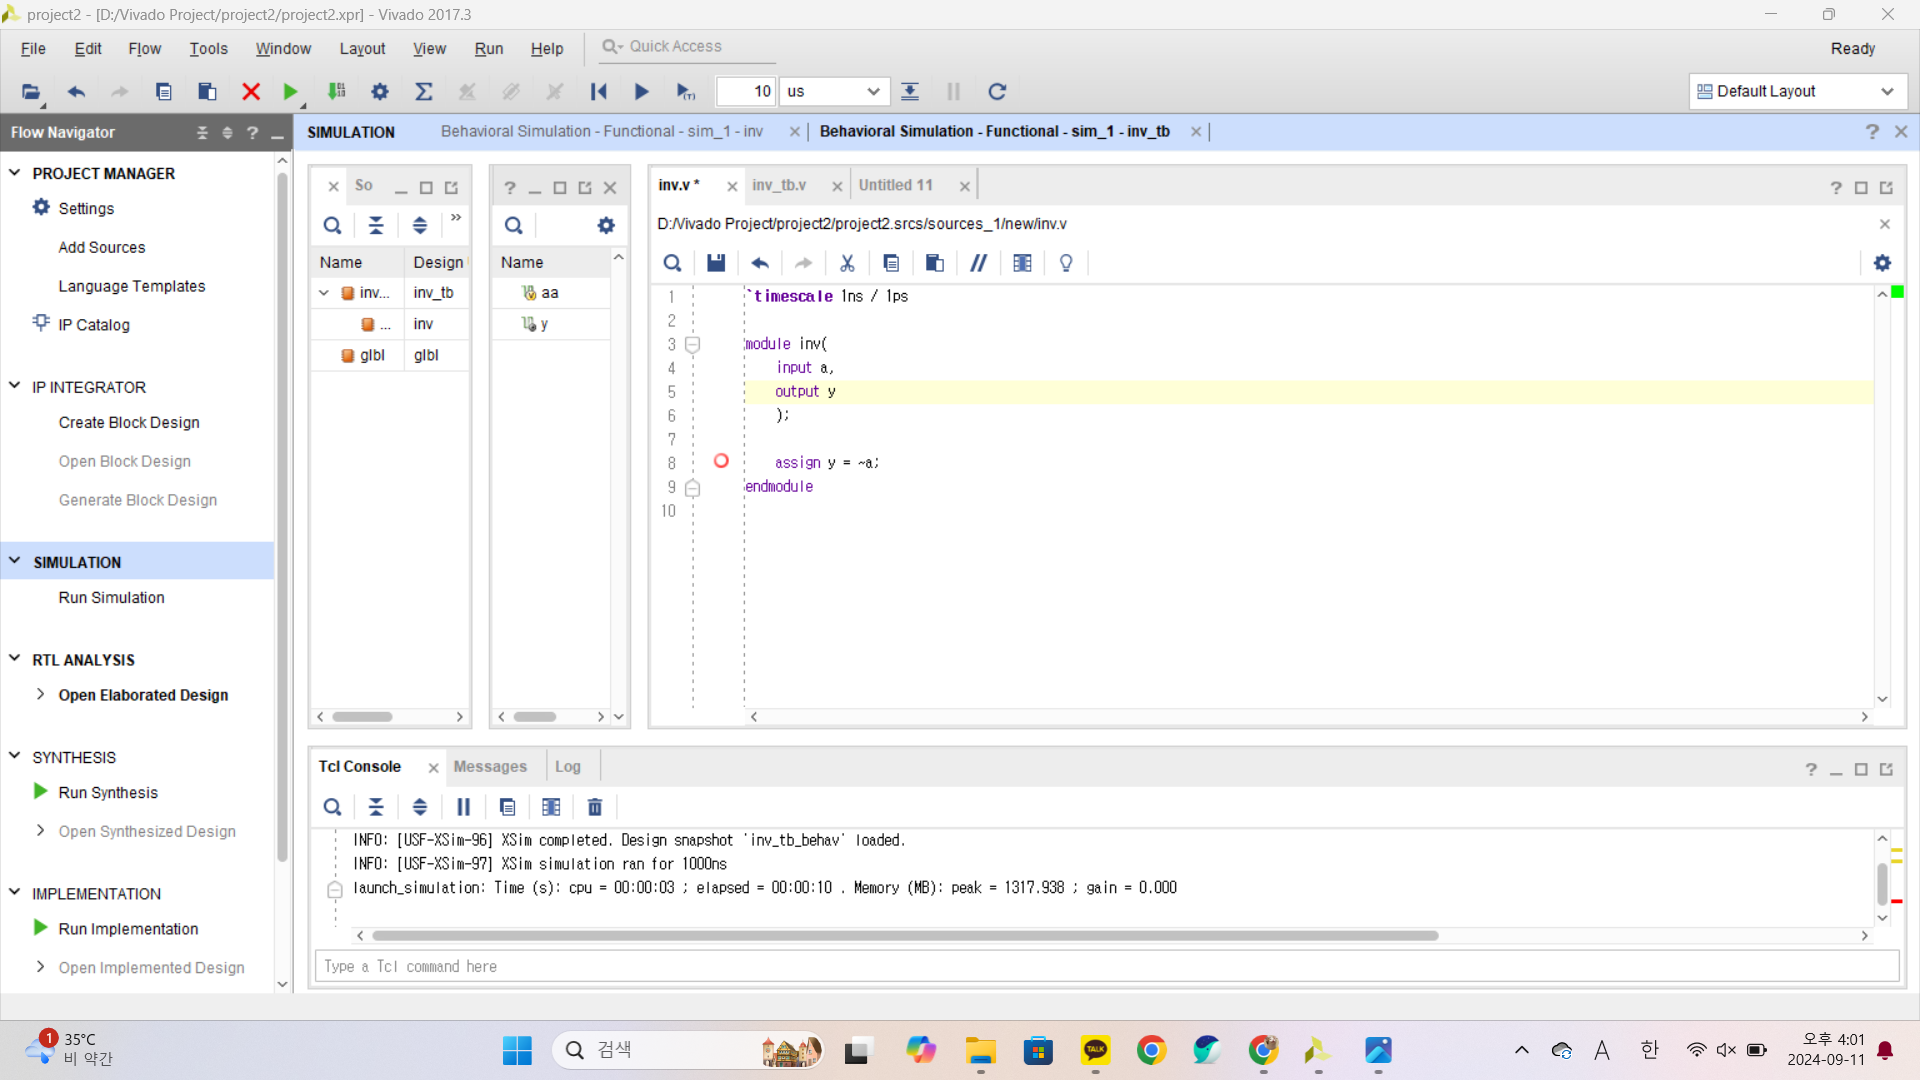 project2 - [D:/Vivado Project/project2/project2.xpr] - Vivado 2017.3
File Edit Flow Tools Window Layout View Run Help Quick Access Ready
10 us Default Layout
Flow Navigator
SIMULATION Behavioral Simulation - Functional - sim_1 - inv Behavioral Simulation - Functional - sim_1 - inv_tb
PROJECT MANAGER
Settings
Add Sources
Language Templates
IP Catalog
IP INTEGRATOR
Create Block Design
Open Block Design
Generate Block Design
SIMULATION
Run Simulation
RTL ANALYSIS
Open Elaborated Design
SYNTHESIS
Run Synthesis
Open Synthesized Design
IMPLEMENTATION
Run Implementation
Open Implemented Design
So
Name Design
inv... inv_tb
... inv
glbl glbl
Name
aa
y
inv.v * inv_tb.v Untitled 11
D:/Vivado Project/project2/project2.srcs/sources_1/new/inv.v
1 `timescale 1ns / 1ps
2
3 module inv(
4 input a,
5 output y
6 );
7
8 assign y = ~a;
9 endmodule
10
Tcl Console Messages Log
INFO: [USF-XSim-96] XSim completed. Design snapshot 'inv_tb_behav' loaded.
INFO: [USF-XSim-97] XSim simulation ran for 1000ns
launch_simulation: Time (s): cpu = 00:00:03 ; elapsed = 00:00:10 . Memory (MB): peak = 1317.938 ; gain = 0.000
Type a Tcl command here
1 35°C
비 약간
검색
TALK
A 한
오후 4:01
2024-09-11